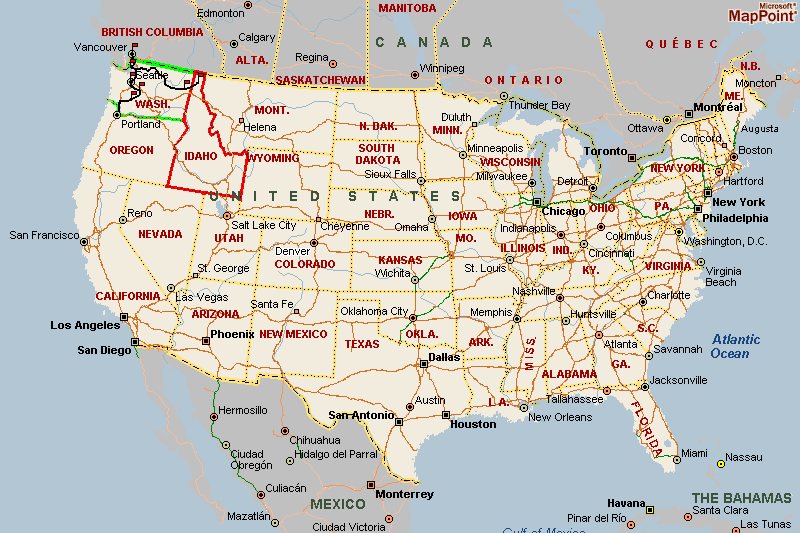 MANITOBA
Microsoft®
MapPoint®
Edmonton
BRITISH COLUMBIA
Calgary
Vancouver
CANADA
QUÉBEC
ALTA.
Regina
Winnipeg
SASKATCHEWAN
ONTARIO
N.B.
Moncton
Seattle
WASH.
Thunder Bay
ME.
Montréal
Portland
MONT.
Helena
N. DAK.
Duluth
MINN.
Ottawa
Augusta
Concord
OREGON
IDAHO
WYOMING
SOUTH
DAKOTA
Minneapolis
WISCONSIN
Toronto
Boston
Sioux Falls
Milwaukee
Detroit
NEW YORK
Hartford
UNITED STATES
Chicago
New York
Philadelphia
PA.
Reno
Salt Lake City
Cheyenne
NEBR.
Omaha
IOWA
OHIO
San Francisco
NEVADA
UTAH
Denver
MO.
Indianapolis
Columbus
Washington, D.C.
ILLINOIS
IND.
Cincinnati
St. George
COLORADO
KANSAS
Wichita
St. Louis
KY.
VIRGINIA
Virginia
Beach
CALIFORNIA
Las Vegas
Santa Fe
Nashville
Charlotte
Los Angeles
ARIZONA
Oklahoma City
Memphis
Huntsville
S.C.
Phoenix
NEW MEXICO
TEXAS
OKLA.
ARK.
MISS.
Atlanta
Atlantic
Ocean
San Diego
Dallas
ALABAMA
GA.
Savannah
Jacksonville
Hermosillo
Austin
LA.
Tallahassee
San Antonio
Houston
New Orleans
FLORIDA
Chihuahua
Ciudad
Obregón
Hidalgo del Parral
Miami
Nassau
Culiacán
Monterrey
THE BAHAMAS
MEXICO
Havana
Santa Clara
Mazatlán
Ciudad Victoria
Pinar del Río
Las Tunas
Gulf of Mexico